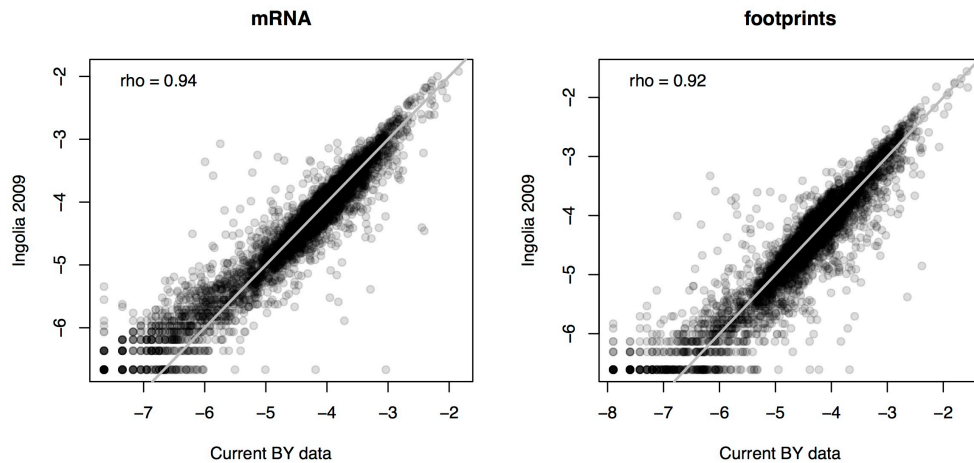 mRNA
rho = 0.94
Ingolia 2009
-2
-3
-4
-5
-6
-7 -6 -5 -4 -3 -2
Current BY data
footprints
rho = 0.92
Ingolia 2009
-2
-3
-4
-5
-6
-8 -7 -6 -5 -4 -3 -2
Current BY data